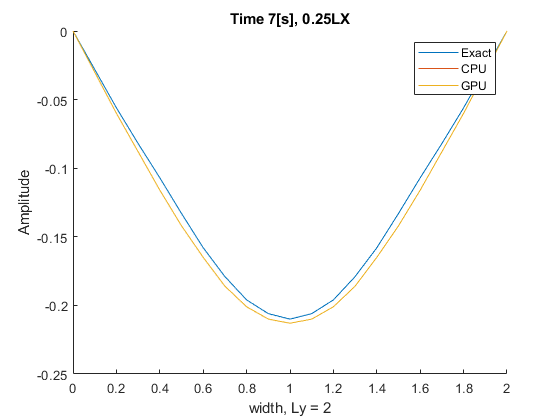 Time 7[s], 0.25LX
Exact
CPU
GPU
0
-0.05
-0.1
-0.15
-0.2
-0.25
Amplitude
0 0.2 0.4 0.6 0.8 1 1.2 1.4 1.6 1.8 2
width, Ly = 2